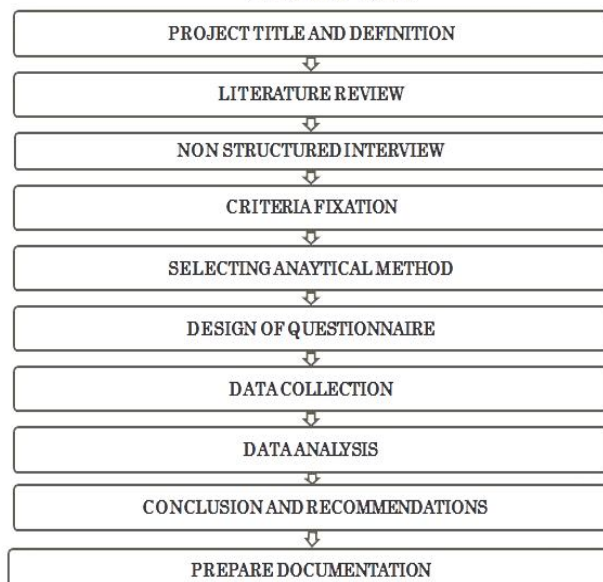 PROJECT TITLE AND DEFINITION
LITERATURE REVIEW
NON STRUCTURED INTERVIEW
CRITERIA FIXATION
SELECTING ANAYTICAL METHOD
DESIGN OF QUESTIONNAIRE
DATA COLLECTION
DATA ANALYSIS
CONCLUSION AND RECOMMENDATIONS
PREPARE DOCUMENTATION